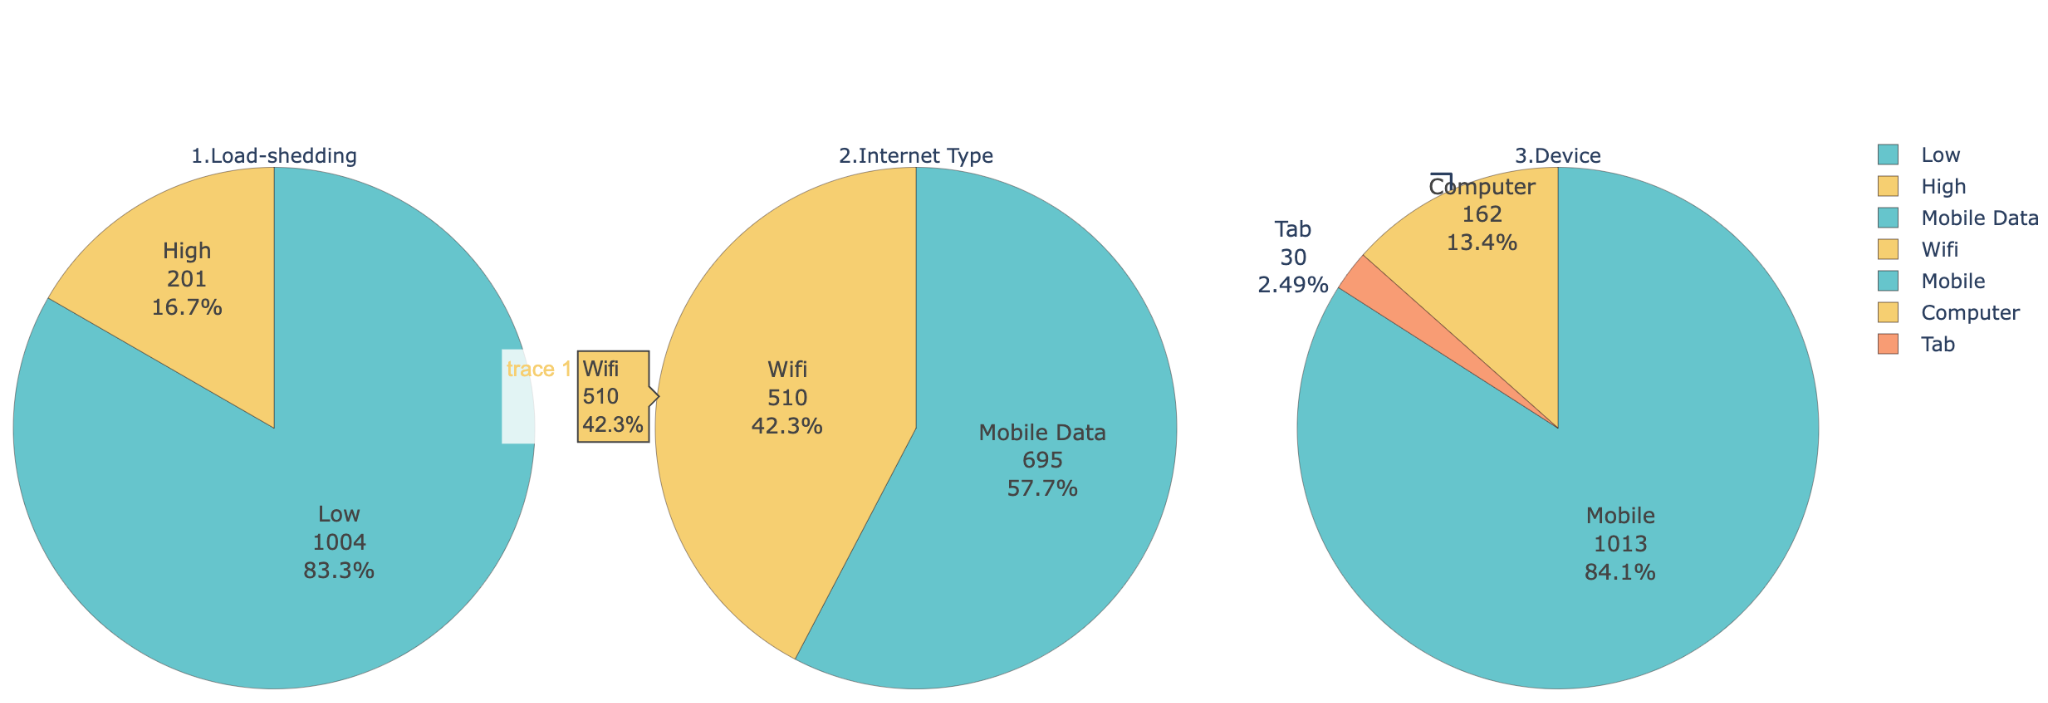 1.Load-shedding
High
201
16.7%
Low
1004
83.3%
2.Internet Type
trace 1
Wifi
510
42.3%
Wifi
510
42.3%
Mobile Data
695
57.7%
3.Device
Computer
162
13.4%
Tab
30
2.49%
Mobile
1013
84.1%
Low
High
Mobile Data
Wifi
Mobile
Computer
Tab